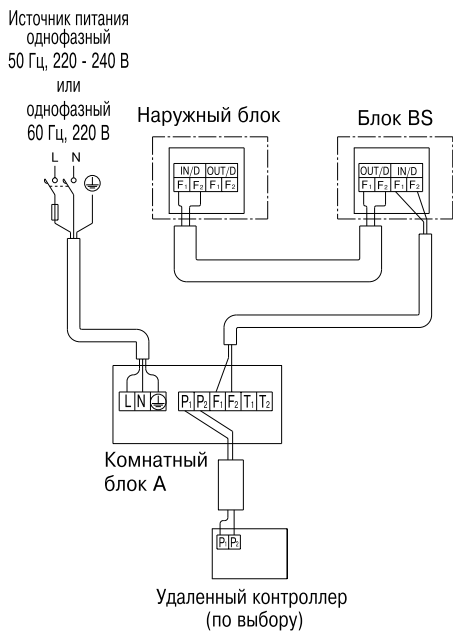 Источник питания
однофазный
50 Гц, 220 - 240 В
или
однофазный
60 Гц, 220 В
L N
Наружный блок
Блок BS
IN/D OUT/D
F1 F2 F1 F2
OUT/D IN/D
F1 F2 F1 F2
L N
P1 P2 F1 F2 T1 T2
Комнатный
блок A
P1 P2
Удаленный контроллер
(по выбору)